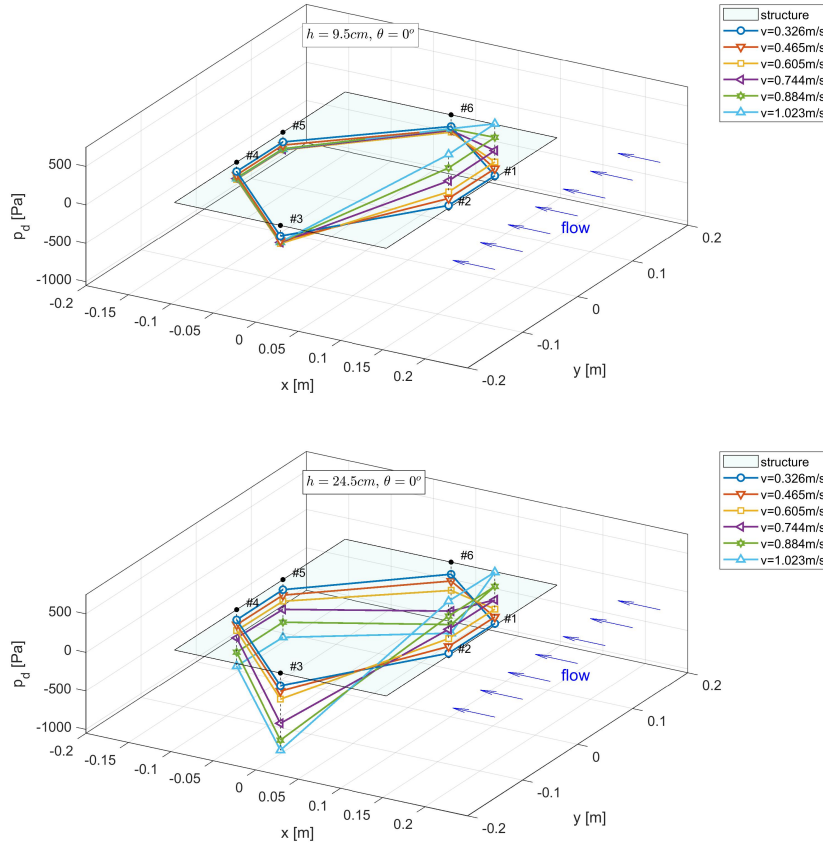 h = 9.5cm, θ = 0°
structure
v=0.326m/s
v=0.465m/s
v=0.605m/s
v=0.744m/s
v=0.884m/s
v=1.023m/s
#6
#5
#4
#1
#2
#3
flow
500
0
-500
-1000
p_d [Pa]
-0.2
-0.15
-0.1
-0.05
0
0.05
0.1
0.15
0.2
x [m]
-0.2
-0.1
0
0.1
0.2
y [m]
h = 24.5cm, θ = 0°
structure
v=0.326m/s
v=0.465m/s
v=0.605m/s
v=0.744m/s
v=0.884m/s
v=1.023m/s
#6
#5
#4
#1
#2
#3
flow
500
0
-500
-1000
p_d [Pa]
-0.2
-0.15
-0.1
-0.05
0
0.05
0.1
0.15
0.2
x [m]
-0.2
-0.1
0
0.1
0.2
y [m]